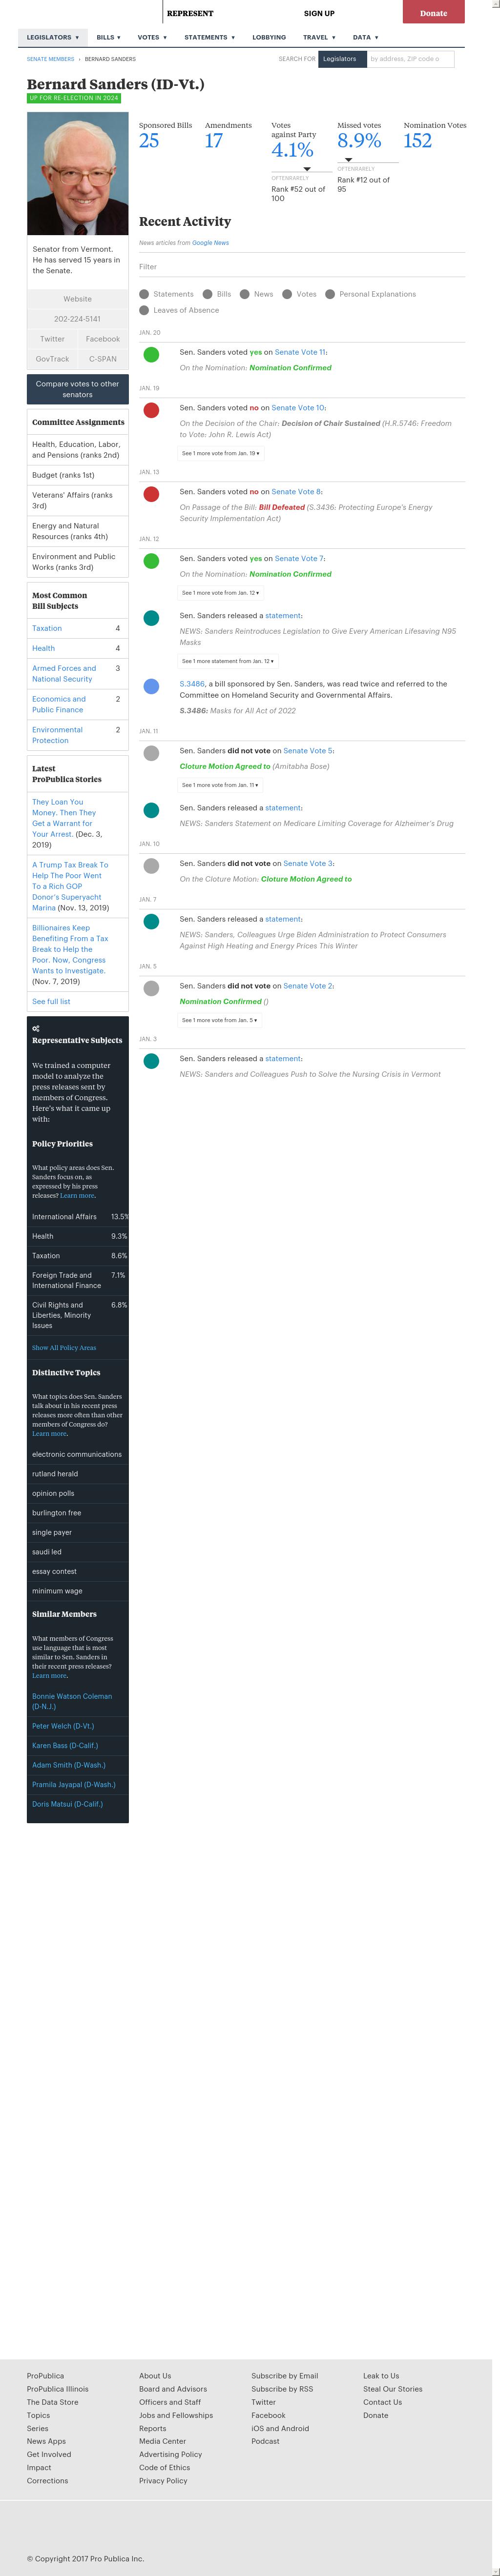 REPRESENT
SIGN UP
Donate
LEGISLATORS ▼
BILLS ▼
VOTES ▼
STATEMENTS ▼
LOBBYING
TRAVEL ▼
DATA ▼
SENATE MEMBERS › BERNARD SANDERS
SEARCH FOR Legislators by address, ZIP code o
Bernard Sanders (ID-Vt.)
UP FOR RE-ELECTION IN 2024
Senator from Vermont.
He has served 15 years in
the Senate.
Website
202-224-5141
Twitter Facebook
GovTrack C-SPAN
Compare votes to other
senators
Committee Assignments
Health, Education, Labor,
and Pensions (ranks 2nd)
Budget (ranks 1st)
Veterans' Affairs (ranks
3rd)
Energy and Natural
Resources (ranks 4th)
Environment and Public
Works (ranks 3rd)
Most Common
Bill Subjects
Taxation 4
Health 4
Armed Forces and 3
National Security
Economics and 2
Public Finance
Environmental 2
Protection
Latest
ProPublica Stories
They Loan You
Money. Then They
Get a Warrant for
Your Arrest. (Dec. 3,
2019)
A Trump Tax Break To
Help The Poor Went
To a Rich GOP
Donor's Superyacht
Marina (Nov. 13, 2019)
Billionaires Keep
Benefiting From a Tax
Break to Help the
Poor. Now, Congress
Wants to Investigate.
(Nov. 7, 2019)
See full list
Representative Subjects
We trained a computer
model to analyze the
press releases sent by
members of Congress.
Here's what it came up
with:
Policy Priorities
What policy areas does Sen.
Sanders focus on, as
expressed by his press
releases? Learn more.
International Affairs 13.5%
Health 9.3%
Taxation 8.6%
Foreign Trade and 7.1%
International Finance
Civil Rights and 6.8%
Liberties, Minority
Issues
Show All Policy Areas
Distinctive Topics
What topics does Sen. Sanders
talk about in his recent press
releases more often than other
members of Congress do?
Learn more.
electronic communications
rutland herald
opinion polls
burlington free
single payer
saudi led
essay contest
minimum wage
Similar Members
What members of Congress
use language that is most
similar to Sen. Sanders in
their recent press releases?
Learn more.
Bonnie Watson Coleman
(D-N.J.)
Peter Welch (D-Vt.)
Karen Bass (D-Calif.)
Adam Smith (D-Wash.)
Pramila Jayapal (D-Wash.)
Doris Matsui (D-Calif.)
Sponsored Bills
25
Amendments
17
Votes
against Party
4.1%
OFTENRARELY
Rank #52 out of
100
Missed votes
8.9%
OFTENRARELY
Rank #12 out of
95
Nomination Votes
152
Recent Activity
News articles from Google News
Filter
Statements Bills News Votes Personal Explanations
Leaves of Absence
JAN. 20
Sen. Sanders voted yes on Senate Vote 11:
On the Nomination: Nomination Confirmed
JAN. 19
Sen. Sanders voted no on Senate Vote 10:
On the Decision of the Chair: Decision of Chair Sustained (H.R.5746: Freedom
to Vote: John R. Lewis Act)
See 1 more vote from Jan. 19 ▾
JAN. 13
Sen. Sanders voted no on Senate Vote 8:
On Passage of the Bill: Bill Defeated (S.3436: Protecting Europe's Energy
Security Implementation Act)
JAN. 12
Sen. Sanders voted yes on Senate Vote 7:
On the Nomination: Nomination Confirmed
See 1 more vote from Jan. 12 ▾
Sen. Sanders released a statement:
NEWS: Sanders Reintroduces Legislation to Give Every American Lifesaving N95
Masks
See 1 more statement from Jan. 12 ▾
S.3486, a bill sponsored by Sen. Sanders, was read twice and referred to the
Committee on Homeland Security and Governmental Affairs.
S.3486: Masks for All Act of 2022
JAN. 11
Sen. Sanders did not vote on Senate Vote 5:
Cloture Motion Agreed to (Amitabha Bose)
See 1 more vote from Jan. 11 ▾
Sen. Sanders released a statement:
NEWS: Sanders Statement on Medicare Limiting Coverage for Alzheimer's Drug
JAN. 10
Sen. Sanders did not vote on Senate Vote 3:
On the Cloture Motion: Cloture Motion Agreed to
JAN. 7
Sen. Sanders released a statement:
NEWS: Sanders, Colleagues Urge Biden Administration to Protect Consumers
Against High Heating and Energy Prices This Winter
JAN. 5
Sen. Sanders did not vote on Senate Vote 2:
Nomination Confirmed ()
See 1 more vote from Jan. 5 ▾
JAN. 3
Sen. Sanders released a statement:
NEWS: Sanders and Colleagues Push to Solve the Nursing Crisis in Vermont
ProPublica
ProPublica Illinois
The Data Store
Topics
Series
News Apps
Get Involved
Impact
Corrections
About Us
Board and Advisors
Officers and Staff
Jobs and Fellowships
Reports
Media Center
Advertising Policy
Code of Ethics
Privacy Policy
Subscribe by Email
Subscribe by RSS
Twitter
Facebook
iOS and Android
Podcast
Leak to Us
Steal Our Stories
Contact Us
Donate
© Copyright 2017 Pro Publica Inc.